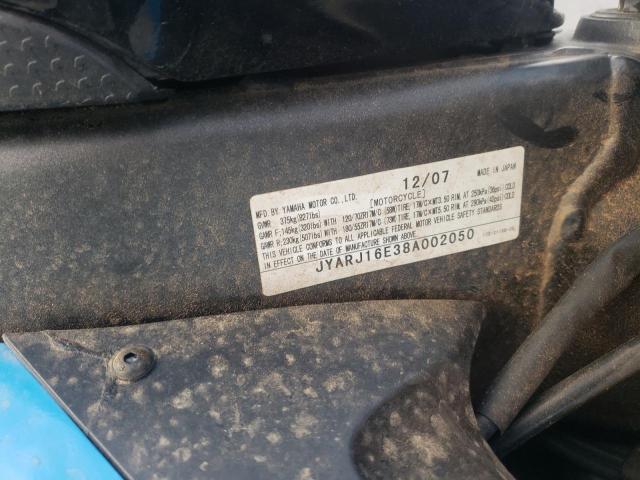 12/07
MFD. BY YAMAHA MOTOR CO., LTD. MADE IN JAPAN
GVWR 375kg(827lbs) [MOTORCYCLE]
GAWR F:145kg(320lbs) WITH 120/70ZR17M/C (58W)TIRE, 17M/C×MT3.50 RIM, AT 250kPa(36psi) COLD
GAWR R:230kg(507lbs) WITH 180/55ZR17M/C (73W)TIRE, 17M/C×MT5.50 RIM, AT 290kPa(42psi) COLD
THIS VEHICLE CONFORMS TO ALL APPLICABLE FEDERAL MOTOR VEHICLE SAFETY STANDARDS
IN EFFECT ON THE DATE OF MANUFACTURE SHOWN ABOVE.
JYARJ16E38A002050